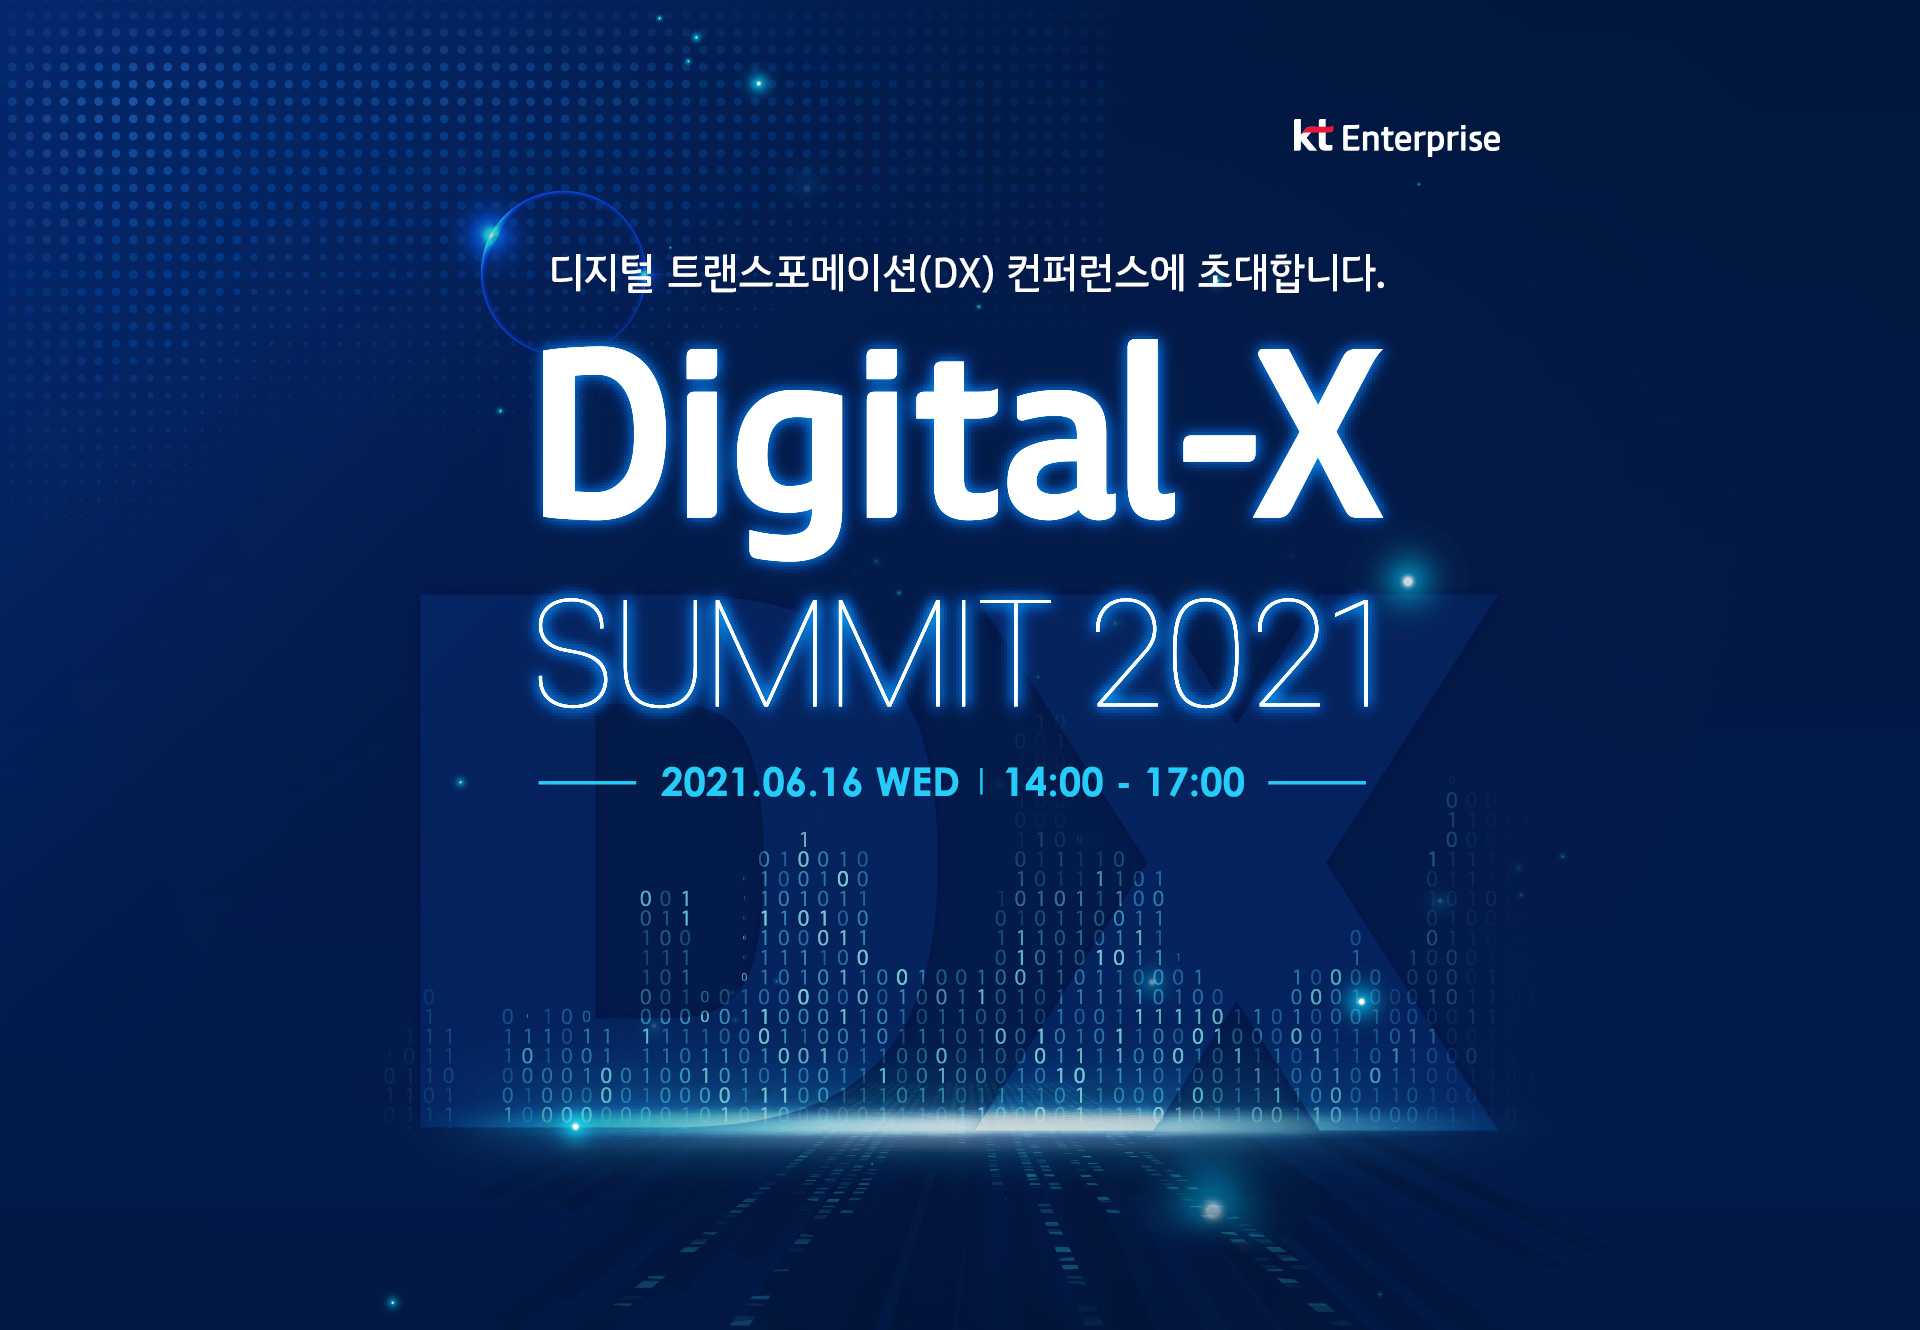 kt Enterprise
디지털 트랜스포메이션(DX) 컨퍼런스에 초대합니다.
Digital-X
SUMMIT 2021
2021.06.16 WED | 14:00 - 17:00
DX